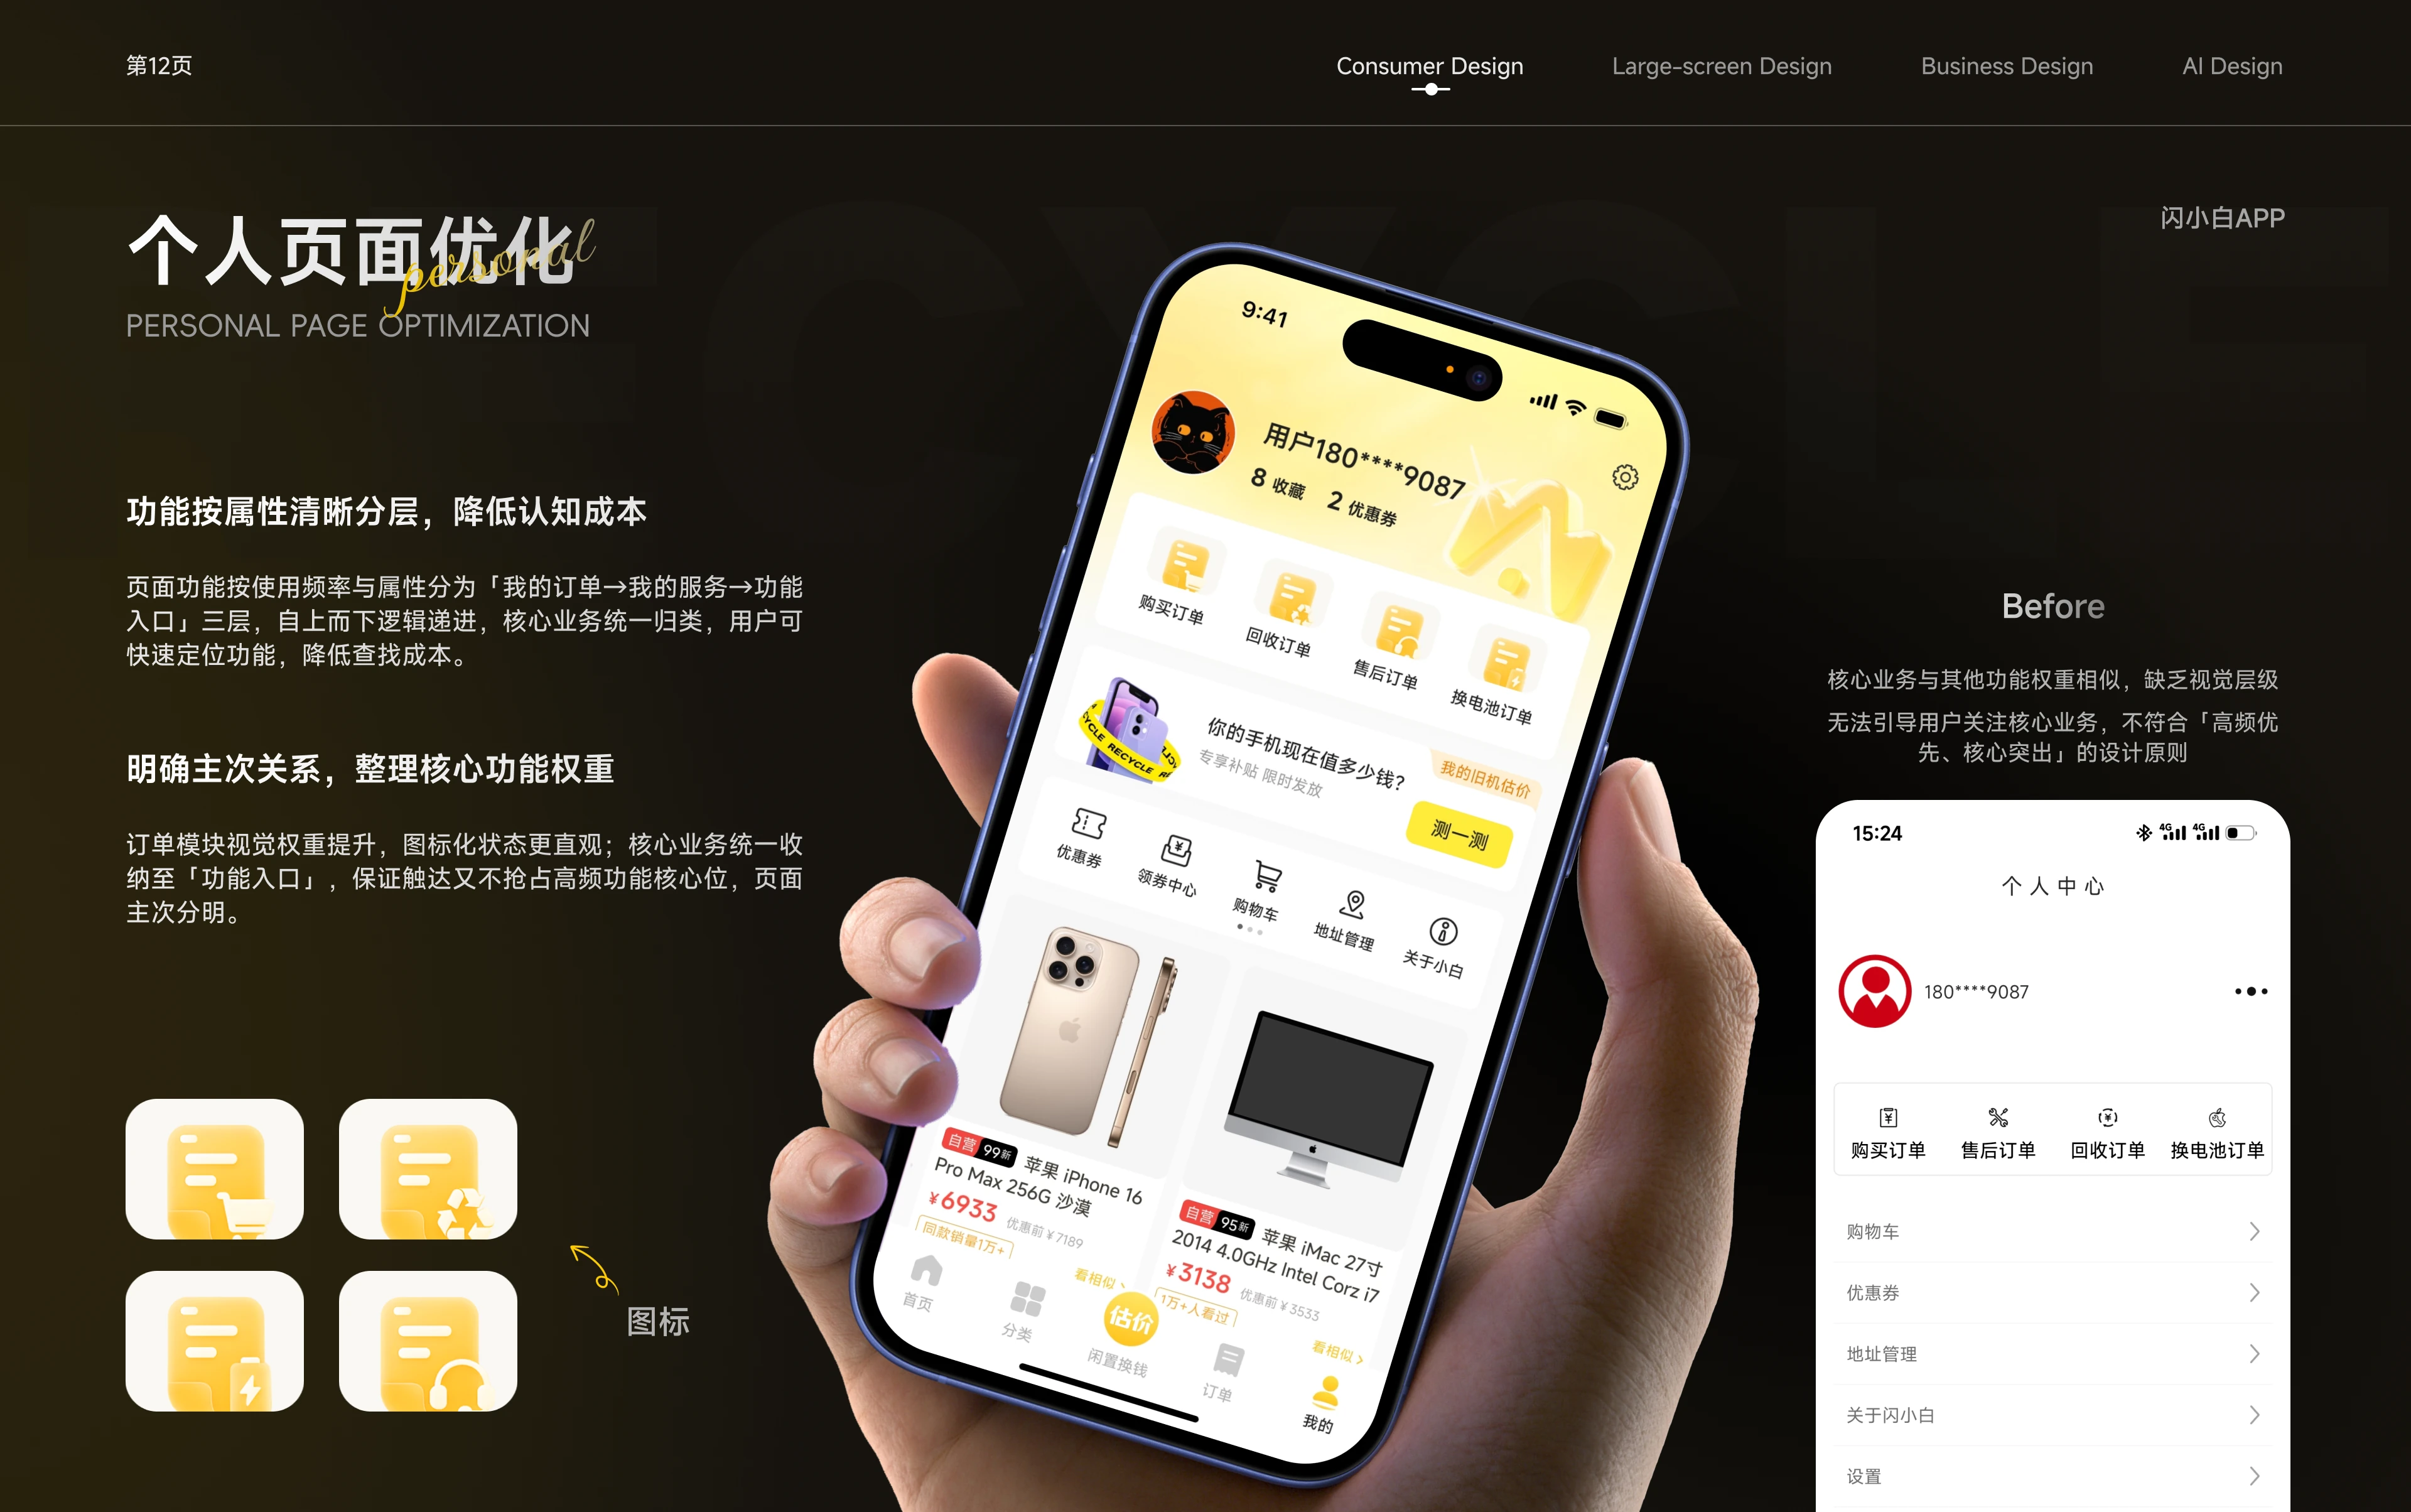 第12页
Consumer Design
Large-screen Design
Business Design
AI Design
个人页面优化
personal
PERSONAL PAGE OPTIMIZATION
闪小白APP
功能按属性清晰分层，降低认知成本
页面功能按使用频率与属性分为「我的订单→我的服务→功能
入口」三层，自上而下逻辑递进，核心业务统一归类，用户可
快速定位功能，降低查找成本。
明确主次关系，整理核心功能权重
订单模块视觉权重提升，图标化状态更直观；核心业务统一收
纳至「功能入口」，保证触达又不抢占高频功能核心位，页面
主次分明。
图标
9:41
用户180****9087
8 收藏 2 优惠券
购买订单
回收订单
售后订单
换电池订单
RECYCLE
你的手机现在值多少钱？
专享补贴 限时发放
我的旧机估价
测一测
优惠券
领券中心
购物车
地址管理
关于小白
自营 99新 苹果 iPhone 16
Pro Max 256G 沙漠
¥6933 优惠前 ¥7189
同款销量1万+
看相似 >
自营 95新 苹果 iMac 27寸
2014 4.0GHz Intel Corz i7
¥3138 优惠前 ¥3533
1万+人看过
看相似 >
首页
分类
估价
闲置换钱
订单
我的
Before
核心业务与其他功能权重相似，缺乏视觉层级
无法引导用户关注核心业务，不符合「高频优
先、核心突出」的设计原则
15:24
4G 4G
个人中心
180****9087
购买订单
售后订单
回收订单
换电池订单
购物车
优惠券
地址管理
关于闪小白
设置